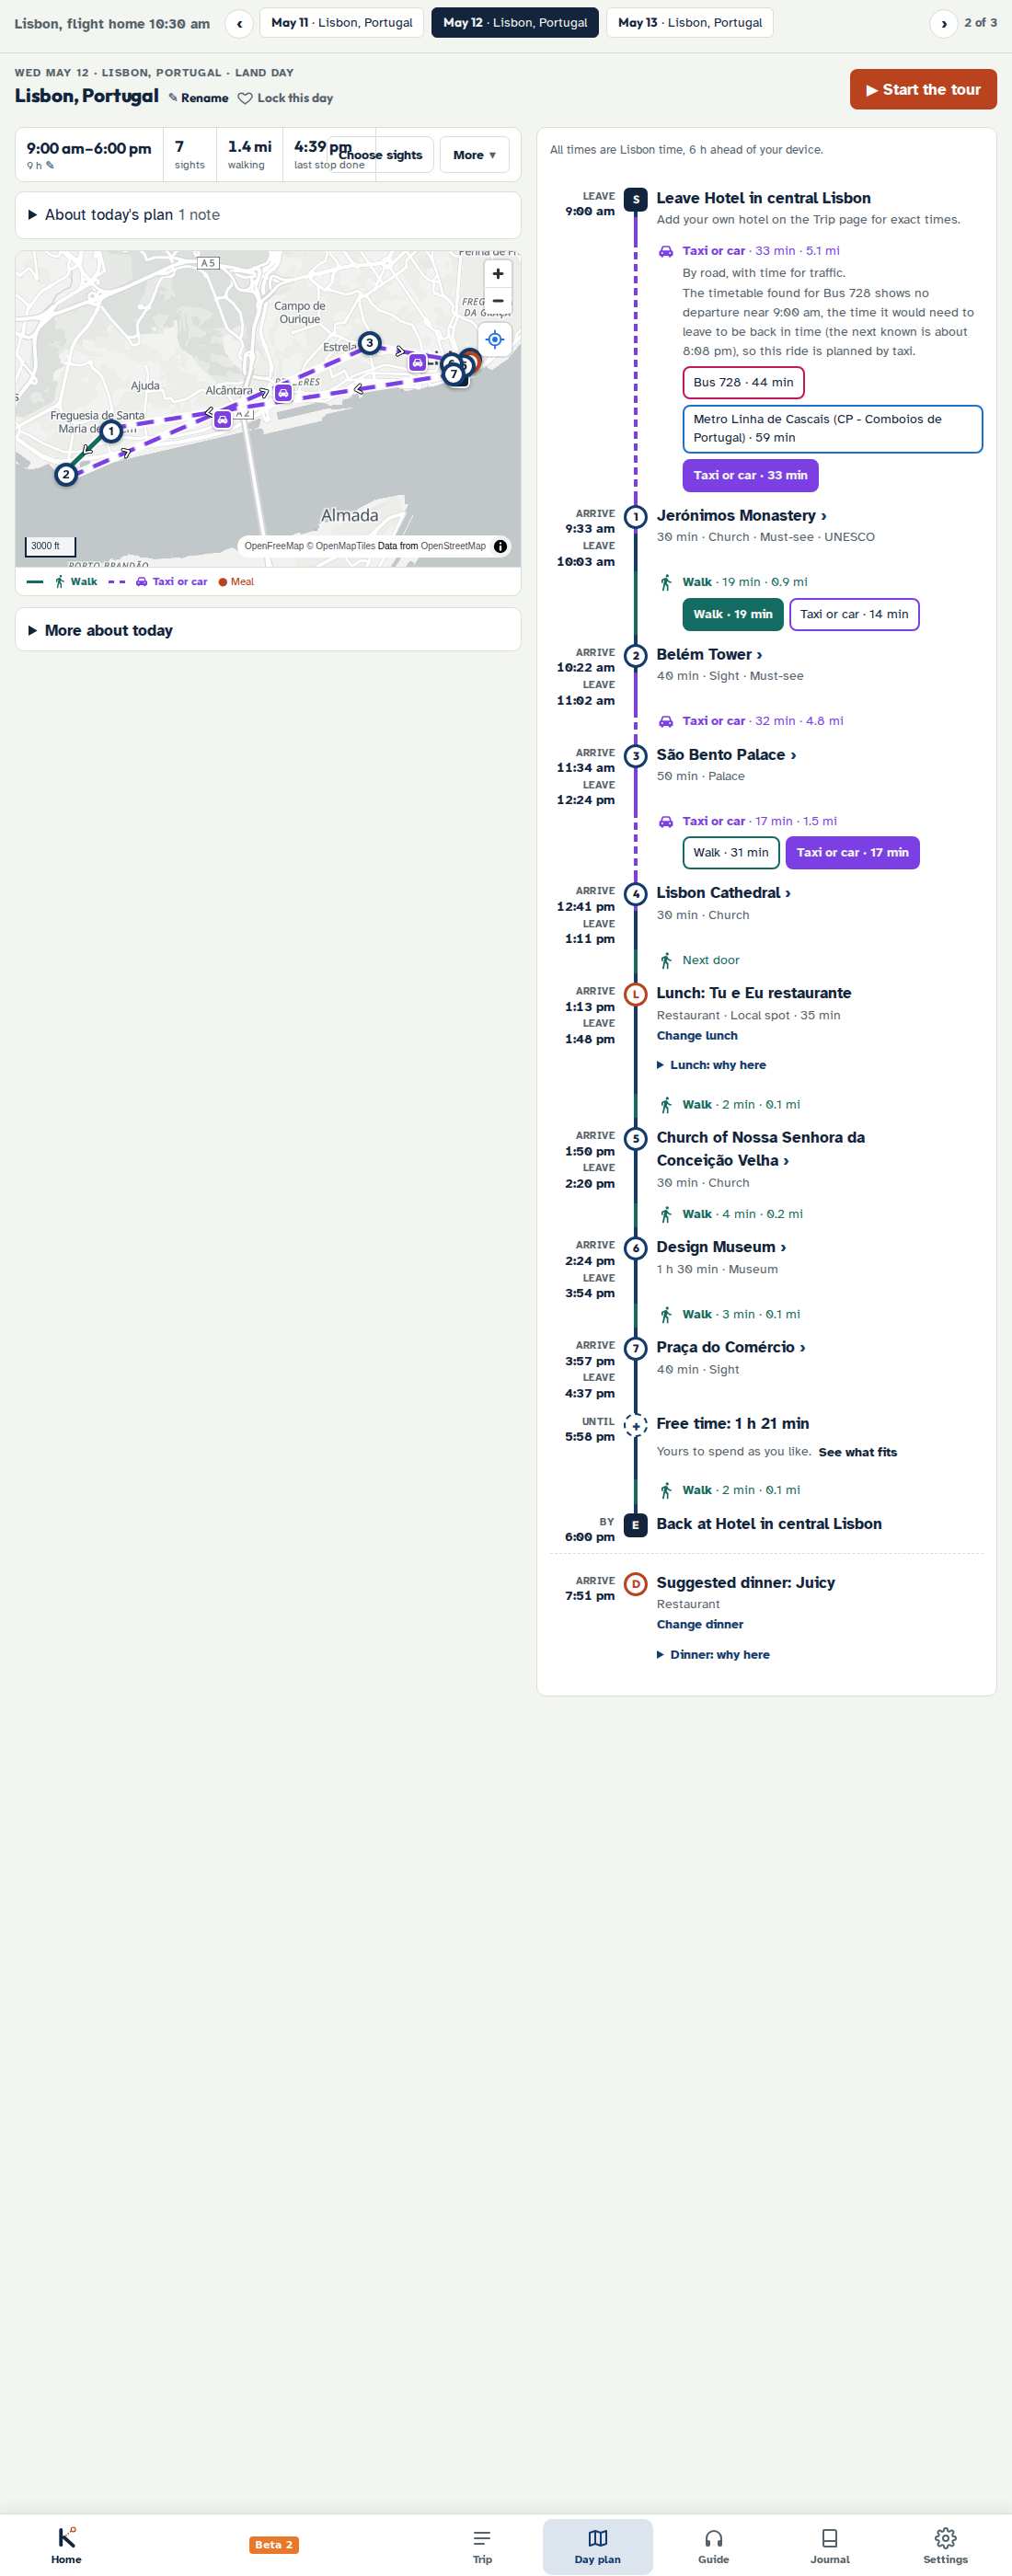 Lisbon, flight home 10:30 am
‹
May 11 · Lisbon, Portugal
May 12 · Lisbon, Portugal
May 13 · Lisbon, Portugal
›
2 of 3
WED MAY 12 · LISBON, PORTUGAL · LAND DAY
Lisbon, Portugal
✎ Rename
Lock this day
▶ Start the tour
9:00 am–6:00 pm
9 h ✎
7
sights
1.4 mi
walking
4:39 pm
last stop done
Choose sights
More ▾
▶ About today's plan 1 note
A 5
Campo de
Ourique
Estrela
Ajuda
Alcântara
A 2
Freguesia de Santa
Almada
3
7
1
2
+
−
3000 ft
OpenFreeMap © OpenMapTiles Data from OpenStreetMap
Walk
Taxi or car
Meal
▶ More about today
All times are Lisbon time, 6 h ahead of your device.
LEAVE
9:00 am
S
Leave Hotel in central Lisbon
Add your own hotel on the Trip page for exact times.
Taxi or car · 33 min · 5.1 mi
By road, with time for traffic.
The timetable found for Bus 728 shows no
departure near 9:00 am, the time it would need to
leave to be back in time (the next known is about
8:08 pm), so this ride is planned by taxi.
Bus 728 · 44 min
Metro Linha de Cascais (CP - Comboios de
Portugal) · 59 min
Taxi or car · 33 min
ARRIVE
9:33 am
LEAVE
10:03 am
1
Jerónimos Monastery ›
30 min · Church · Must-see · UNESCO
Walk · 19 min · 0.9 mi
Walk · 19 min
Taxi or car · 14 min
ARRIVE
10:22 am
LEAVE
11:02 am
2
Belém Tower ›
40 min · Sight · Must-see
Taxi or car · 32 min · 4.8 mi
ARRIVE
11:34 am
LEAVE
12:24 pm
3
São Bento Palace ›
50 min · Palace
Taxi or car · 17 min · 1.5 mi
Walk · 31 min
Taxi or car · 17 min
ARRIVE
12:41 pm
LEAVE
1:11 pm
4
Lisbon Cathedral ›
30 min · Church
Next door
ARRIVE
1:13 pm
LEAVE
1:48 pm
L
Lunch: Tu e Eu restaurante
Restaurant · Local spot · 35 min
Change lunch
▶ Lunch: why here
Walk · 2 min · 0.1 mi
ARRIVE
1:50 pm
LEAVE
2:20 pm
5
Church of Nossa Senhora da
Conceição Velha ›
30 min · Church
Walk · 4 min · 0.2 mi
ARRIVE
2:24 pm
LEAVE
3:54 pm
6
Design Museum ›
1 h 30 min · Museum
Walk · 3 min · 0.1 mi
ARRIVE
3:57 pm
LEAVE
4:37 pm
7
Praça do Comércio ›
40 min · Sight
UNTIL
5:58 pm
+
Free time: 1 h 21 min
Yours to spend as you like. See what fits
Walk · 2 min · 0.1 mi
BY
6:00 pm
E
Back at Hotel in central Lisbon
ARRIVE
7:51 pm
D
Suggested dinner: Juicy
Restaurant
Change dinner
▶ Dinner: why here
Home
Beta 2
Trip
Day plan
Guide
Journal
Settings